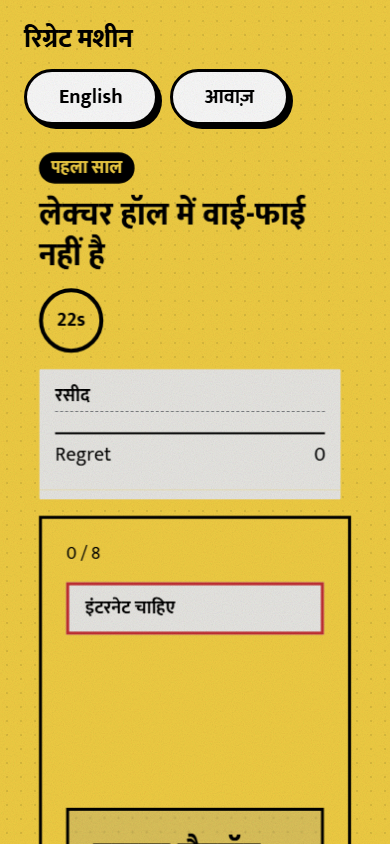 रिग्रेट मशीन
English
आवाज़
पहला साल
लेक्चर हॉल में वाई-फाई
नहीं है
22s
रसीद
Regret 0
0 / 8
इंटरनेट चाहिए